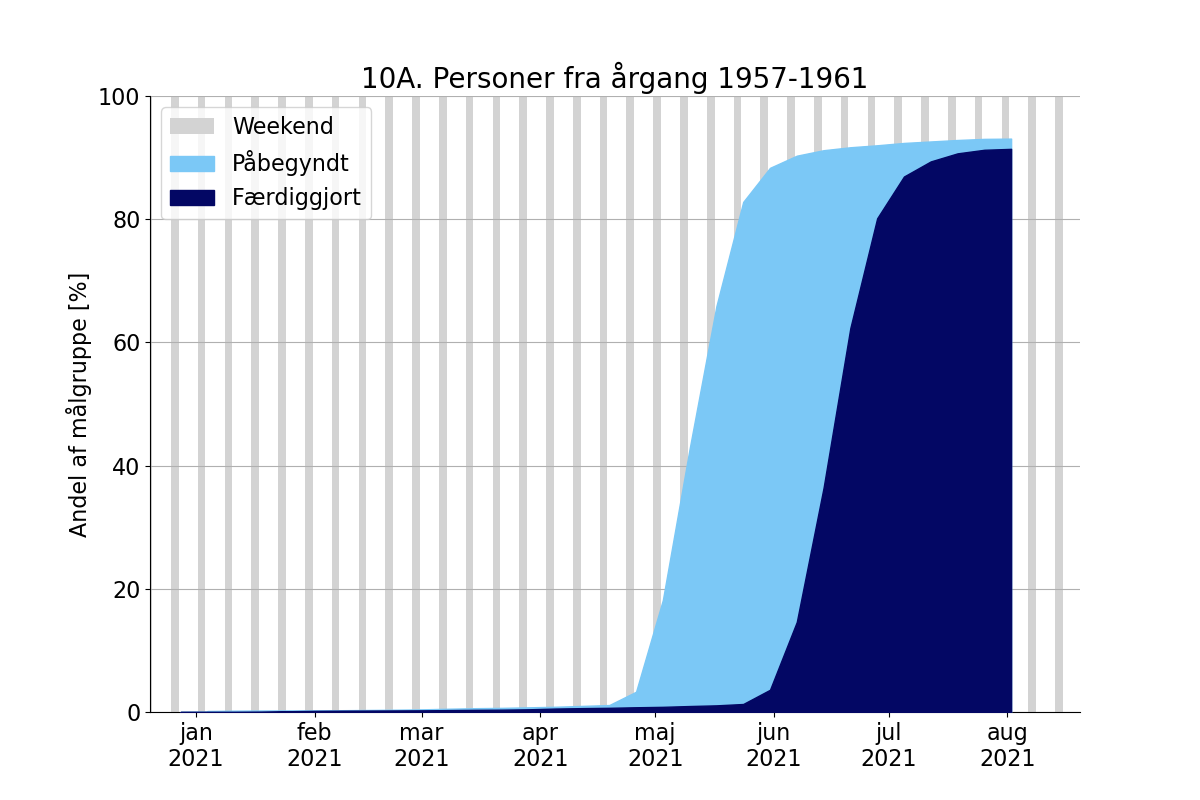 10A. Personer fra årgang 1957-1961
Weekend
Påbegyndt
Færdiggjort
Andel af målgruppe [%]
100
80
60
40
20
0
jan feb mar apr maj jun jul aug
2021 2021 2021 2021 2021 2021 2021 2021